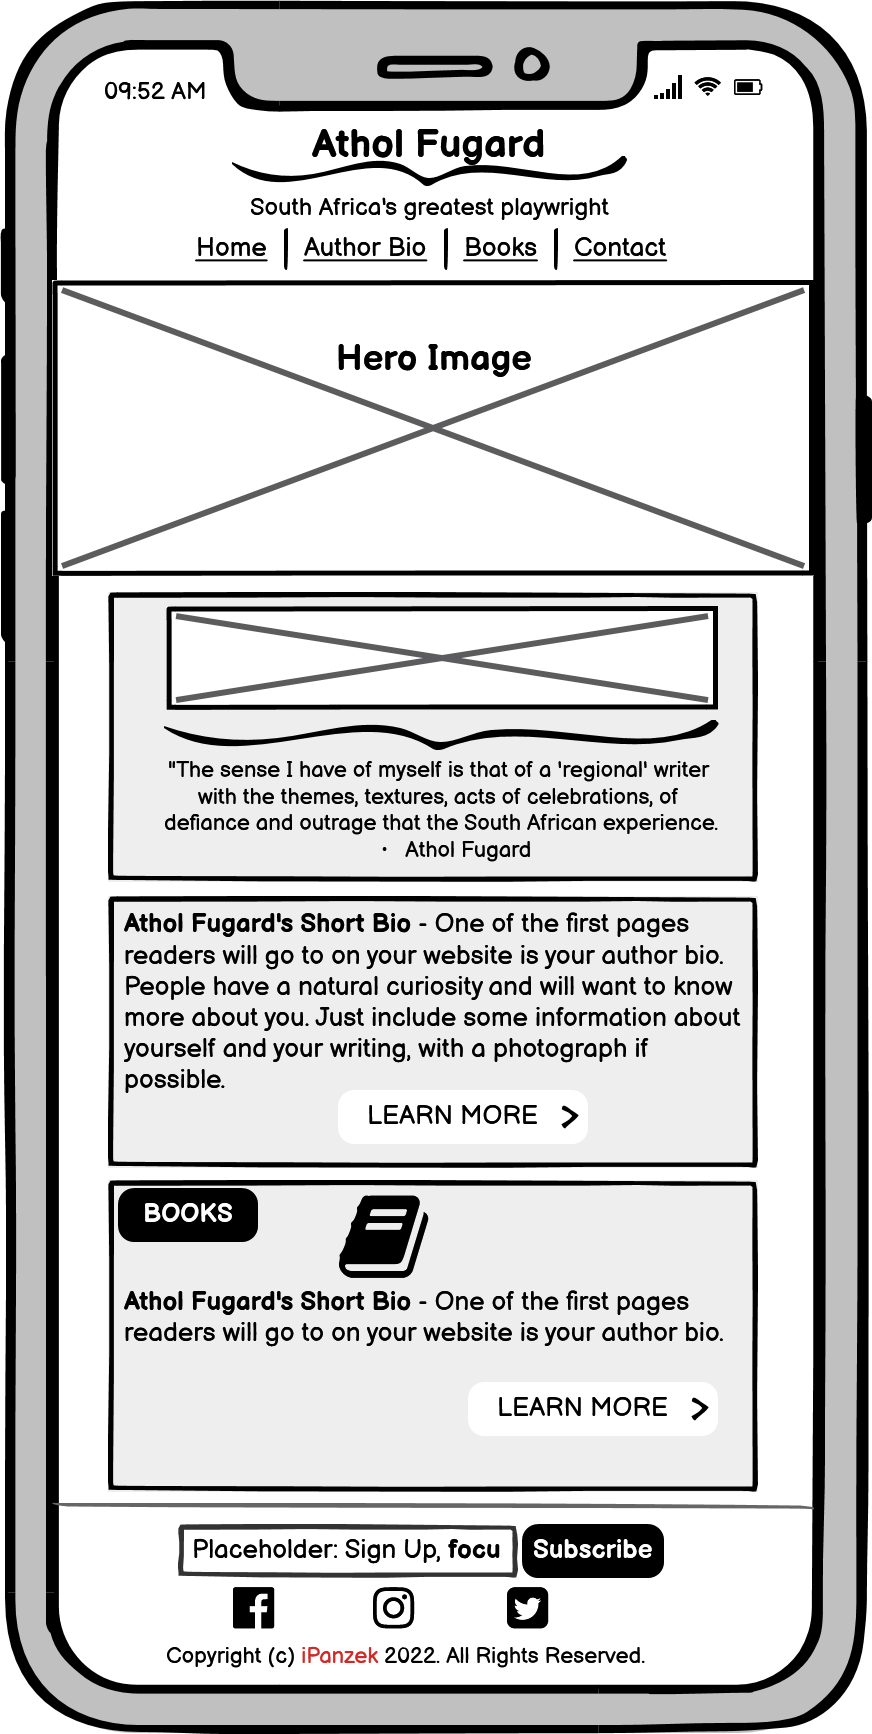 09:52 AM
Athol Fugard
South Africa's greatest playwright
Home | Author Bio | Books | Contact
Hero Image
"The sense I have of myself is that of a 'regional' writer
with the themes, textures, acts of celebrations, of
defiance and outrage that the South African experience.
• Athol Fugard
Athol Fugard's Short Bio - One of the first pages
readers will go to on your website is your author bio.
People have a natural curiosity and will want to know
more about you. Just include some information about
yourself and your writing, with a photograph if
possible.
LEARN MORE >
BOOKS
Athol Fugard's Short Bio - One of the first pages
readers will go to on your website is your author bio.
LEARN MORE >
Placeholder: Sign Up, focu
Subscribe
Copyright (c) iPanzek 2022. All Rights Reserved.